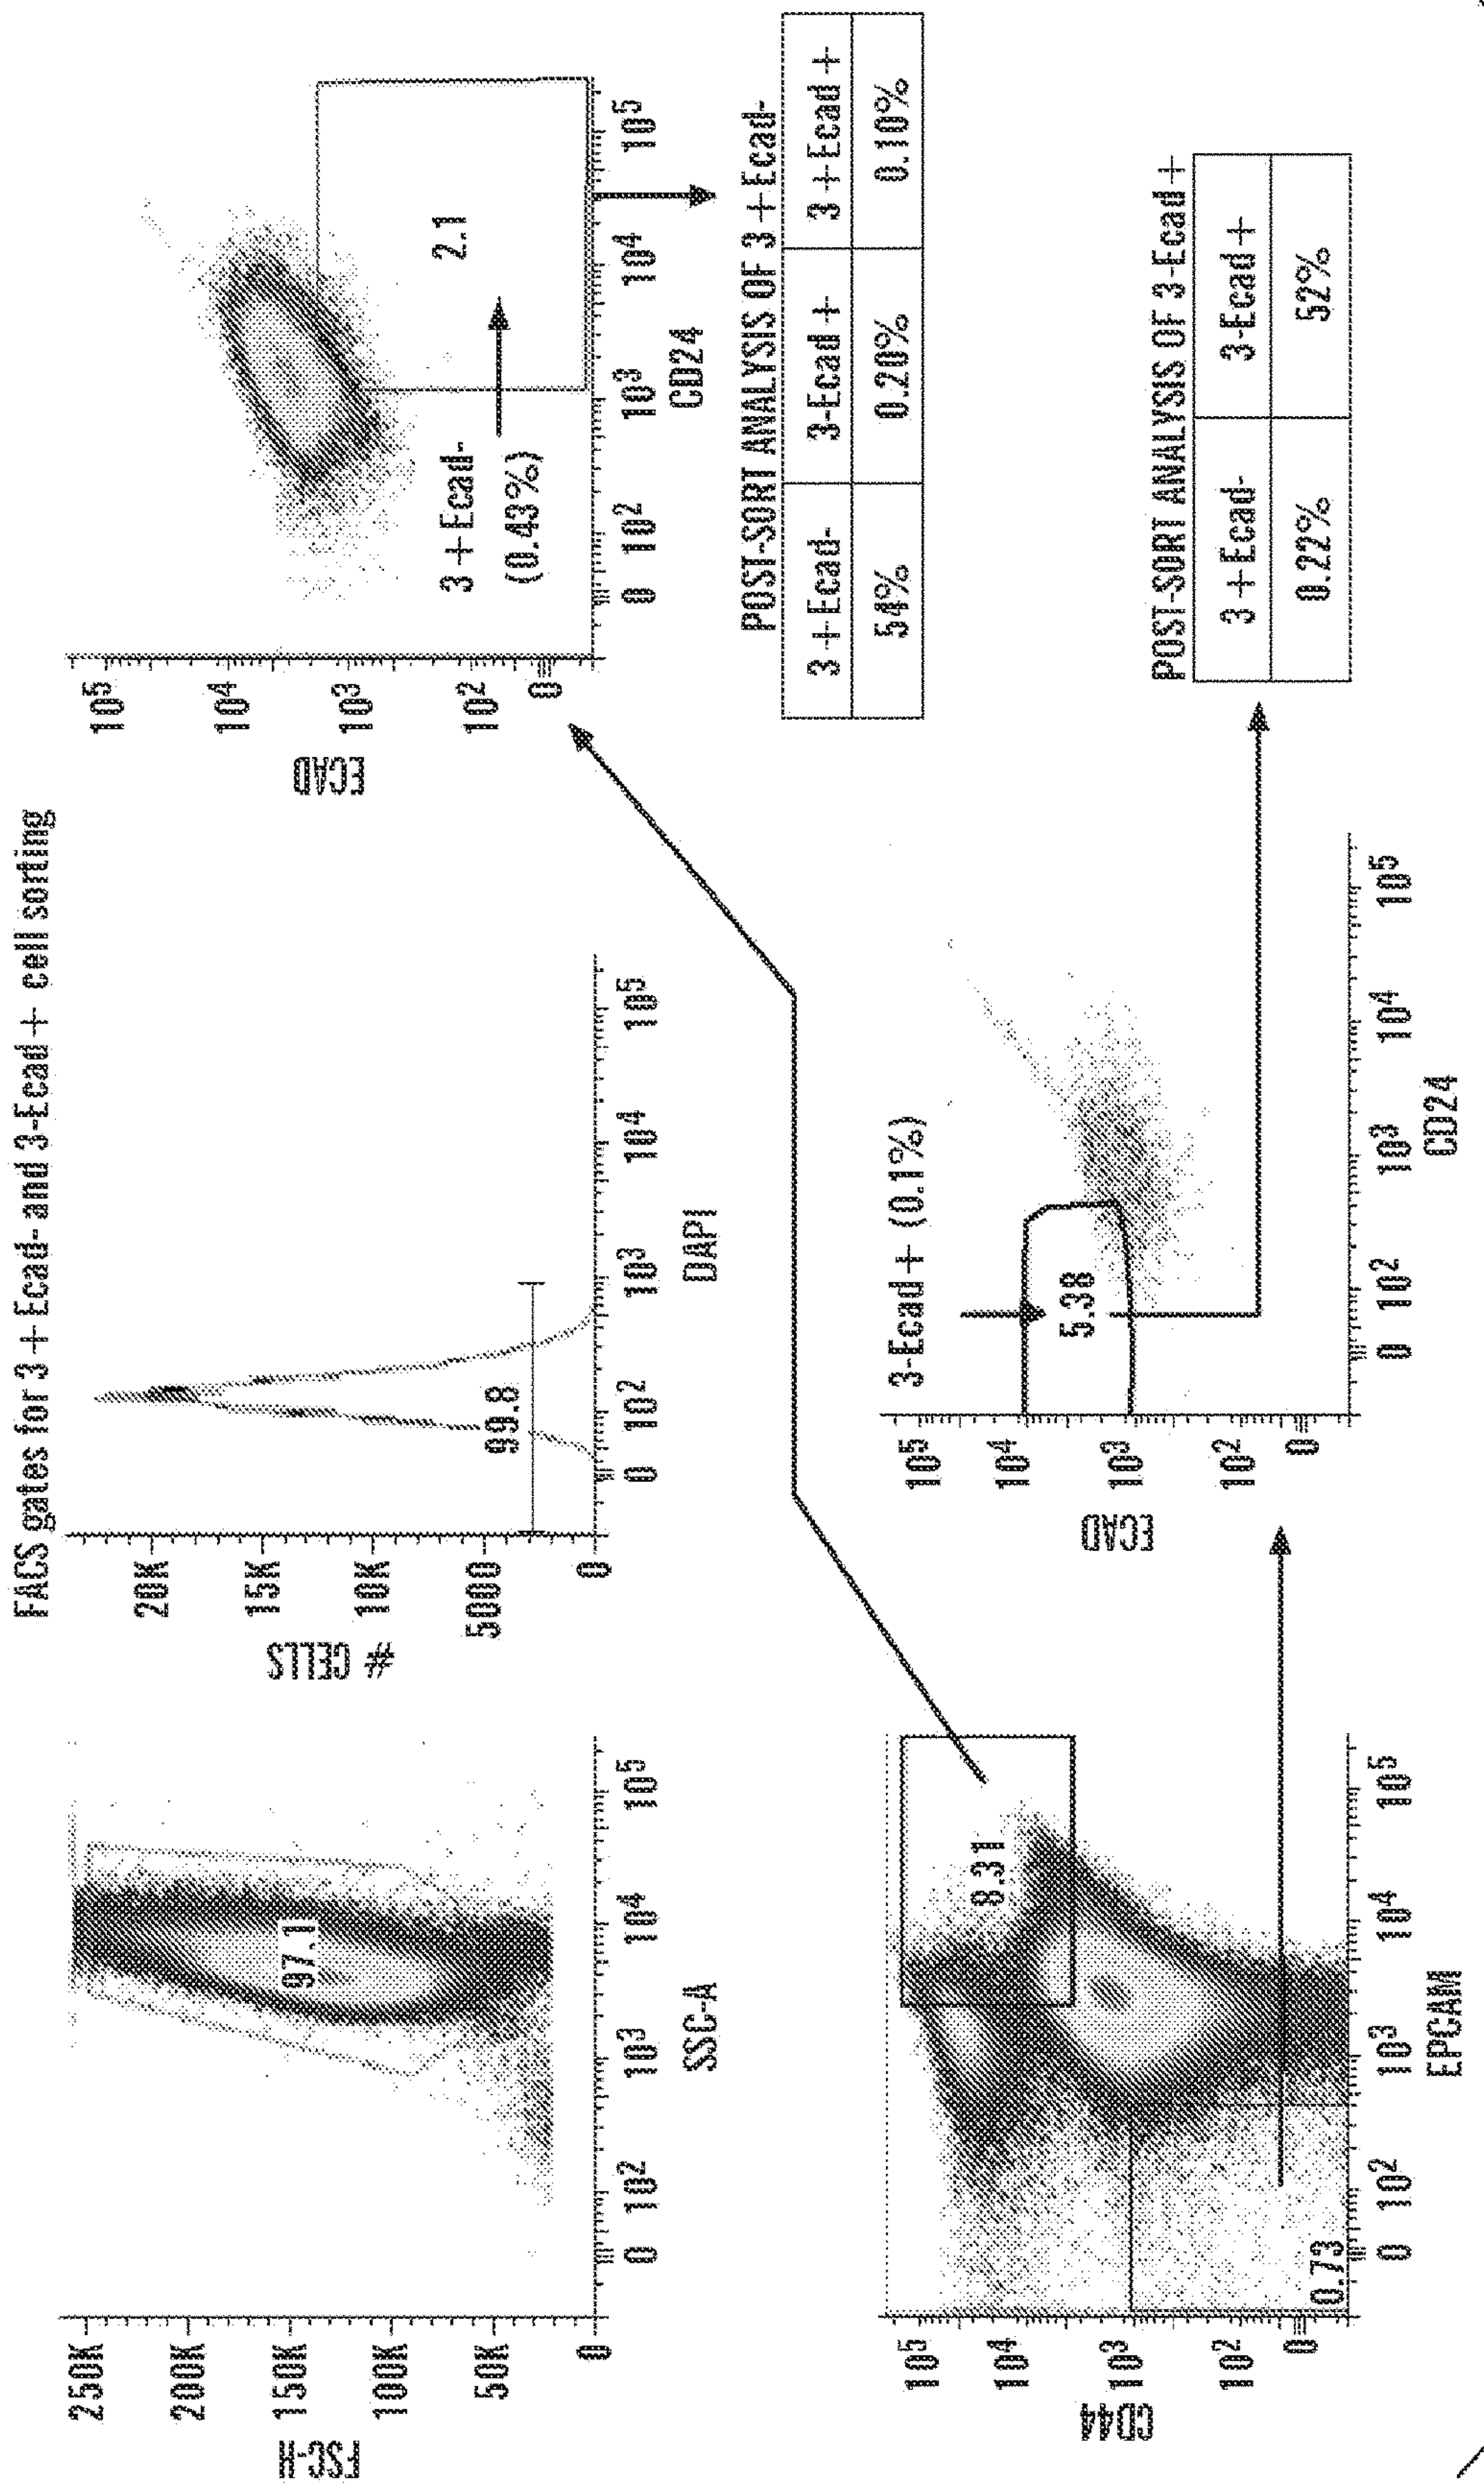 FACS gates for 3+Ecad- and 3-Ecad+ cell sorting
FSC-H
250K
200K
150K
100K
50K
0
97.1
0 10² 10³ 10⁴ 10⁵
SSC-A
# CELLS
20K
15K
10K
5000
0
99.8
0 10² 10³ 10⁴ 10⁵
DAPI
ECAD
10⁵
10⁴
10³
10²
0
2.1
3+Ecad-
(0.43%)
0 10² 10³ 10⁴ 10⁵
CD24
POST-SORT ANALYSIS OF 3+Ecad-
3+Ecad- 3-Ecad+ 3+Ecad+
54% 0.20% 0.10%
CD44
10⁵
10⁴
10³
10²
0
8.31
0.73
0 10² 10³ 10⁴ 10⁵
EPCAM
3-Ecad+ (0.1%)
ECAD
10⁵
10⁴
10³
10²
0
5.38
0 10² 10³ 10⁴ 10⁵
CD24
POST-SORT ANALYSIS OF 3-Ecad+
3+Ecad- 3-Ecad+
0.22% 52%